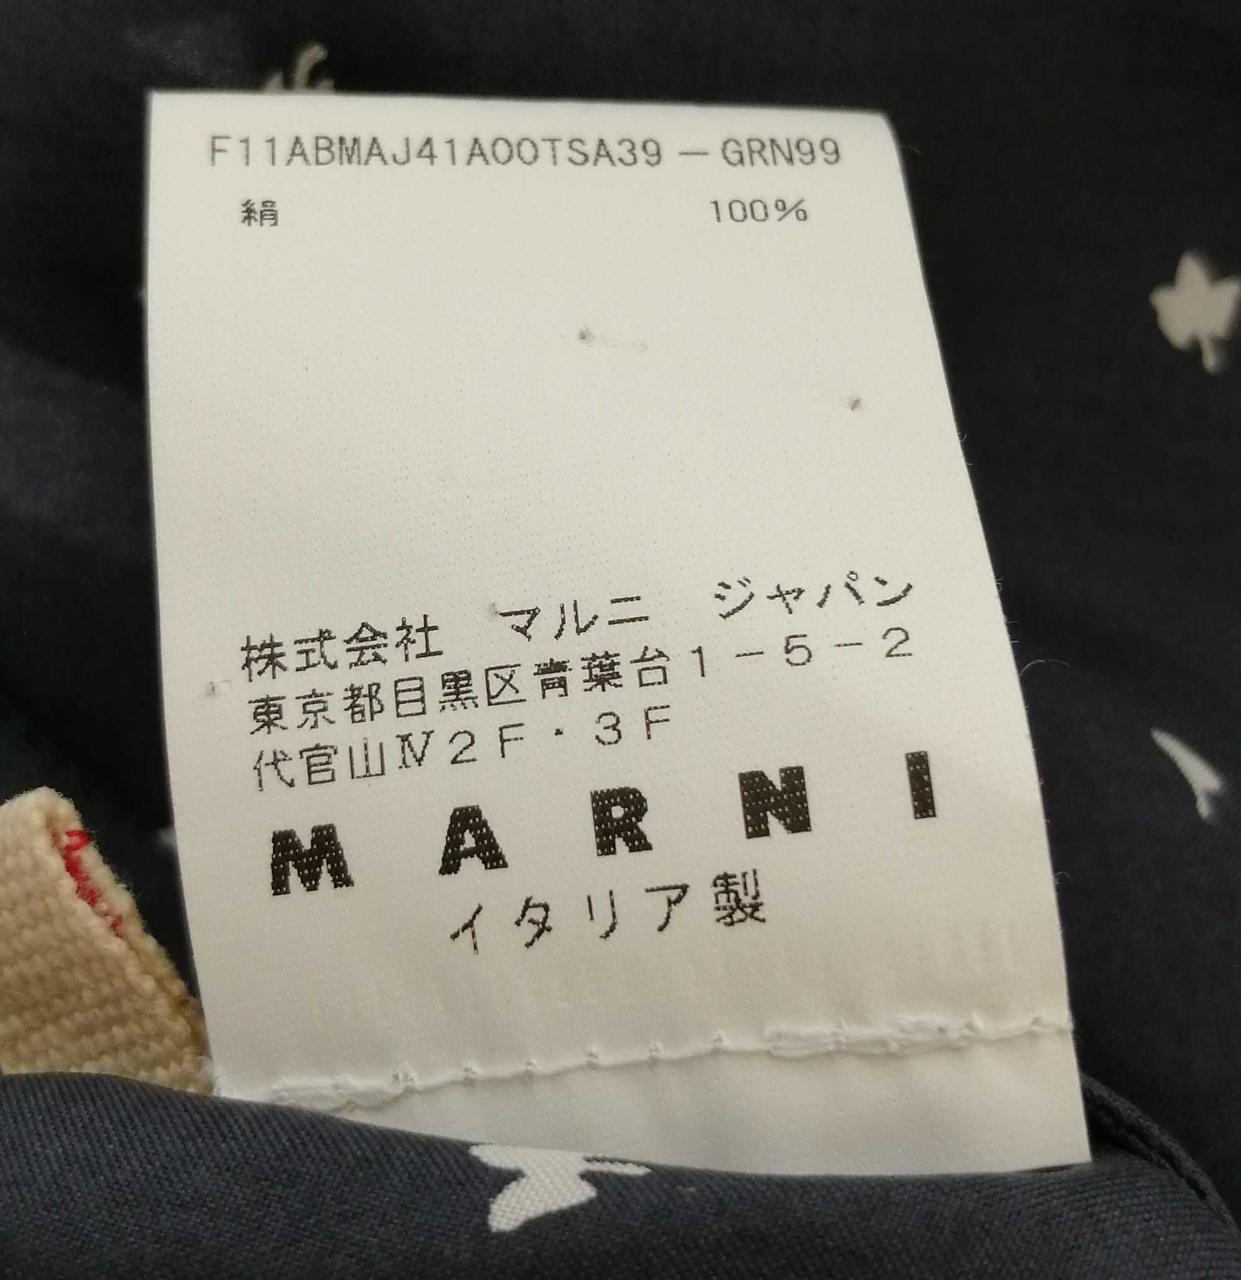 F11ABMAJ41A00TSA39－GRN99
絹 100%
株式会社 マルニ ジャパン
東京都目黒区青葉台1－5－2
代官山Ⅳ2F・3F
MARNI
イタリア製